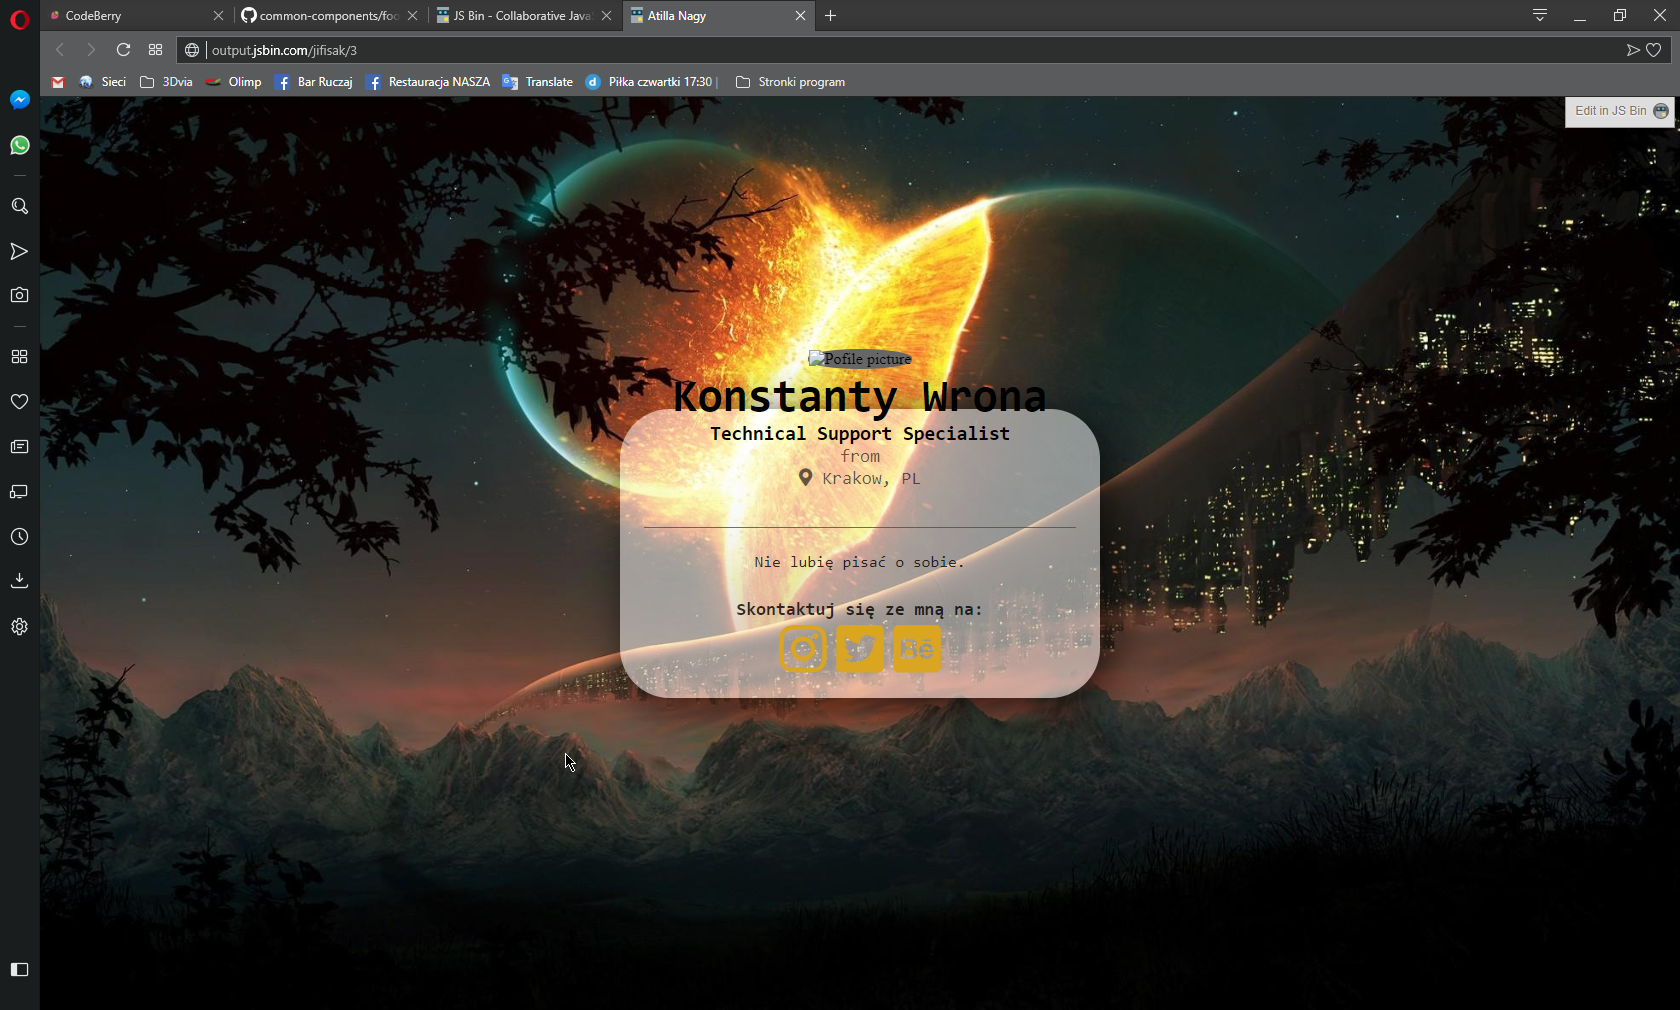 CodeBerry
common-components/foo
JS Bin - Collaborative Java
Atilla Nagy
output.jsbin.com/jifisak/3
Sieci
3Dvia
Olimp
Bar Ruczaj
Restauracja NASZA
Translate
Piłka czwartki 17:30 |
Stronki program
Edit in JS Bin
Pofile picture
Konstanty Wrona
Technical Support Specialist
from
Krakow, PL
Nie lubię pisać o sobie.
Skontaktuj się ze mną na:
Bē